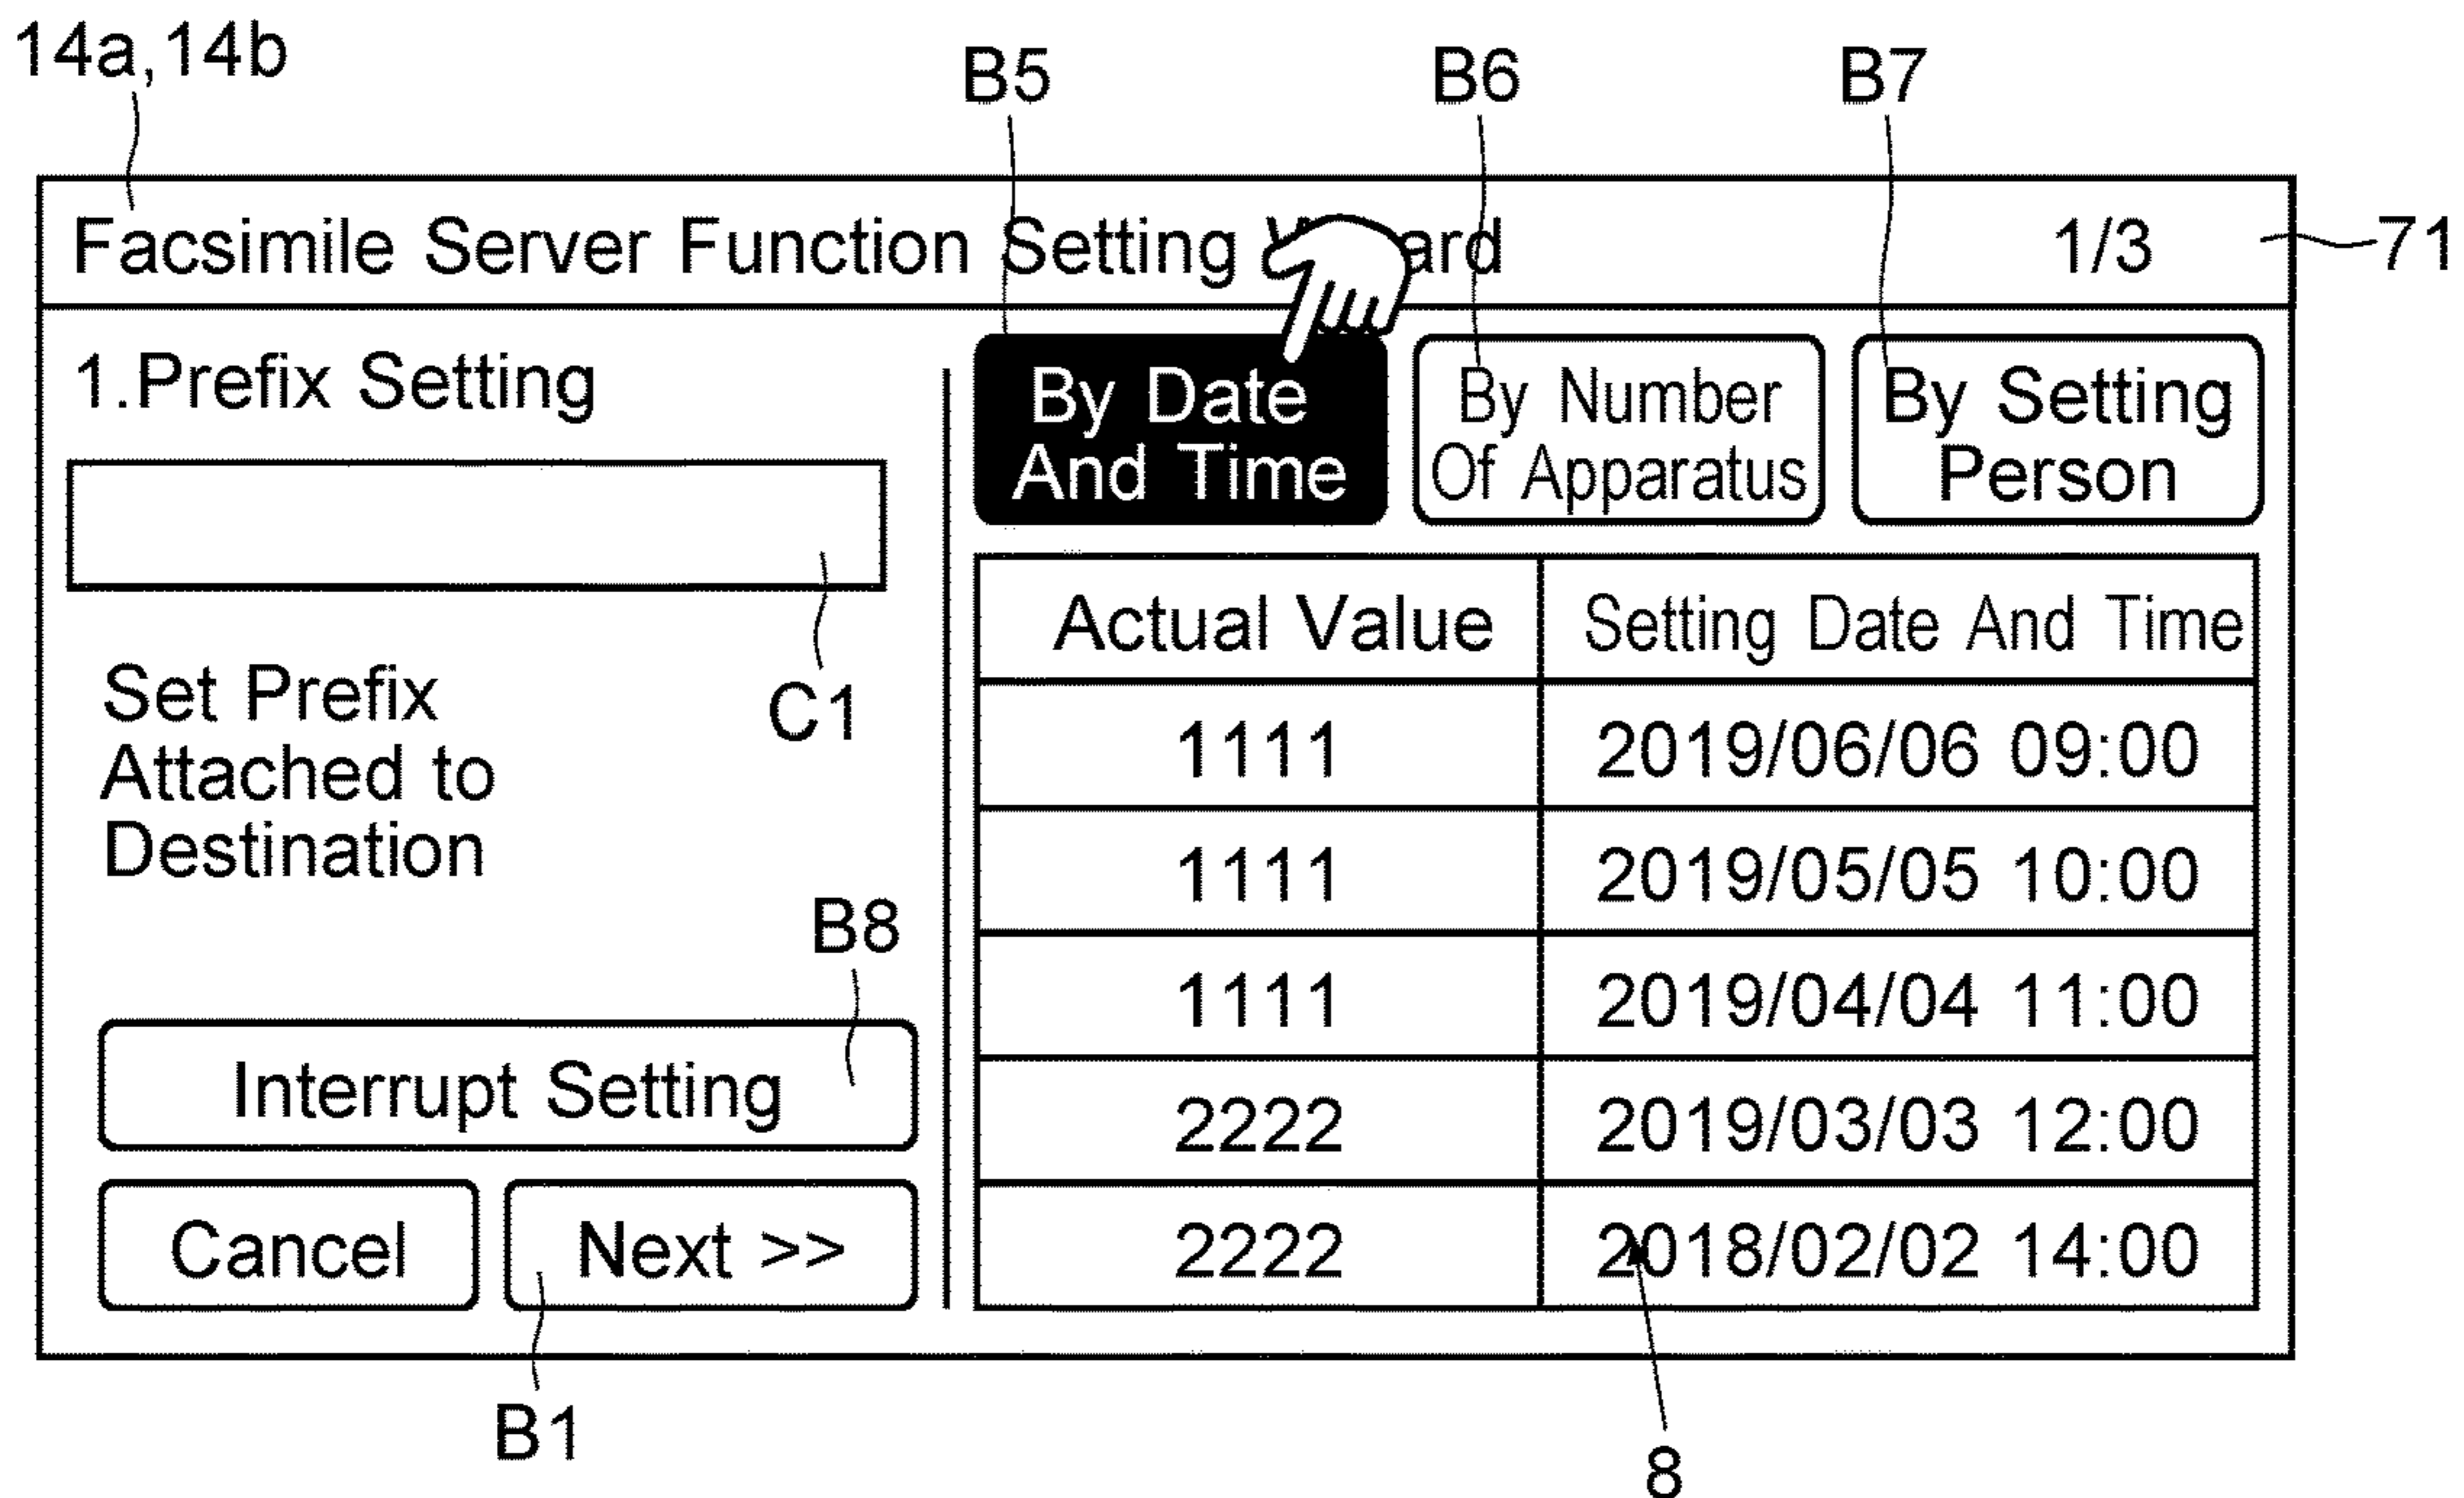 14a,14b
B5
B6
B7
Facsimile Server Function Setting ard
1/3
71
1.Prefix Setting
C1
Set Prefix
Attached to
Destination
B8
Interrupt Setting
Cancel
Next >>
B1
By Date
And Time
By Number
Of Apparatus
By Setting
Person
Actual Value Setting Date And Time
1111 2019/06/06 09:00
1111 2019/05/05 10:00
1111 2019/04/04 11:00
2222 2019/03/03 12:00
2222 2018/02/02 14:00
8